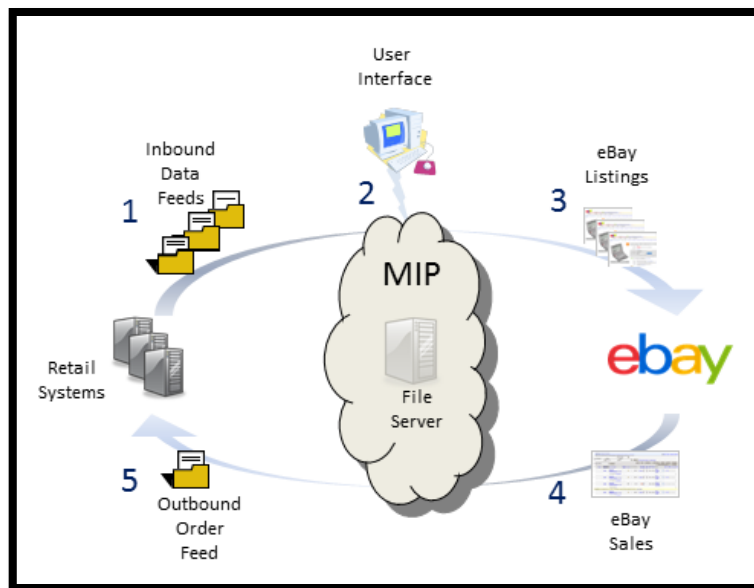 User
Interface
Inbound
Data
Feeds
1
2
eBay
Listings
3
MIP
File
Server
Retail
Systems
ebay
5
Outbound
Order
Feed
4
eBay
Sales